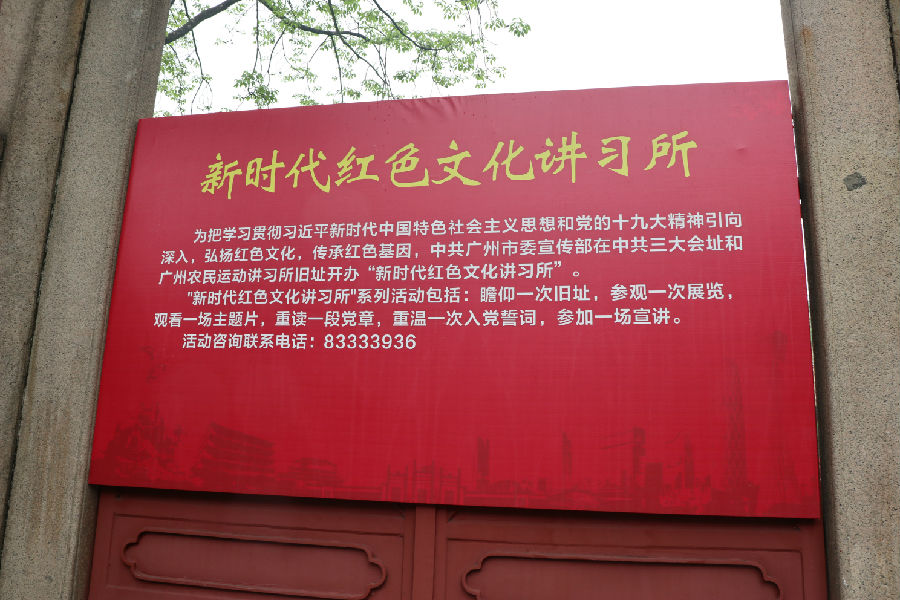 新时代红色文化讲习所
为把学习贯彻习近平新时代中国特色社会主义思想和党的十九大精神引向
深入，弘扬红色文化，传承红色基因，中共广州市委宣传部在中共三大会址和
广州农民运动讲习所旧址开办“新时代红色文化讲习所”。
"新时代红色文化讲习所"系列活动包括：瞻仰一次旧址，参观一次展览，
观看一场主题片，重读一段党章，重温一次入党誓词，参加一场宣讲。
活动咨询联系电话：83333936